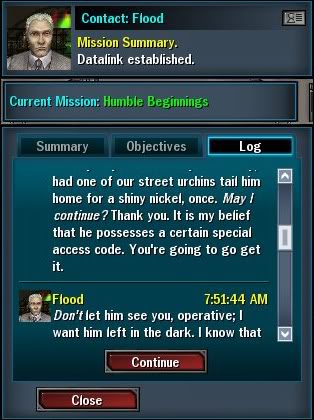 Contact: Flood
Mission Summary.
Datalink established.
Current Mission: Humble Beginnings
Summary
Objectives
Log
had one of our street urchins tail him
home for a shiny nickel, once. May I
continue? Thank you. It is my belief
that he possesses a certain special
access code. You're going to go get
it.
Flood 7:51:44 AM
Don't let him see you, operative; I
want him left in the dark. I know that
Continue
Close